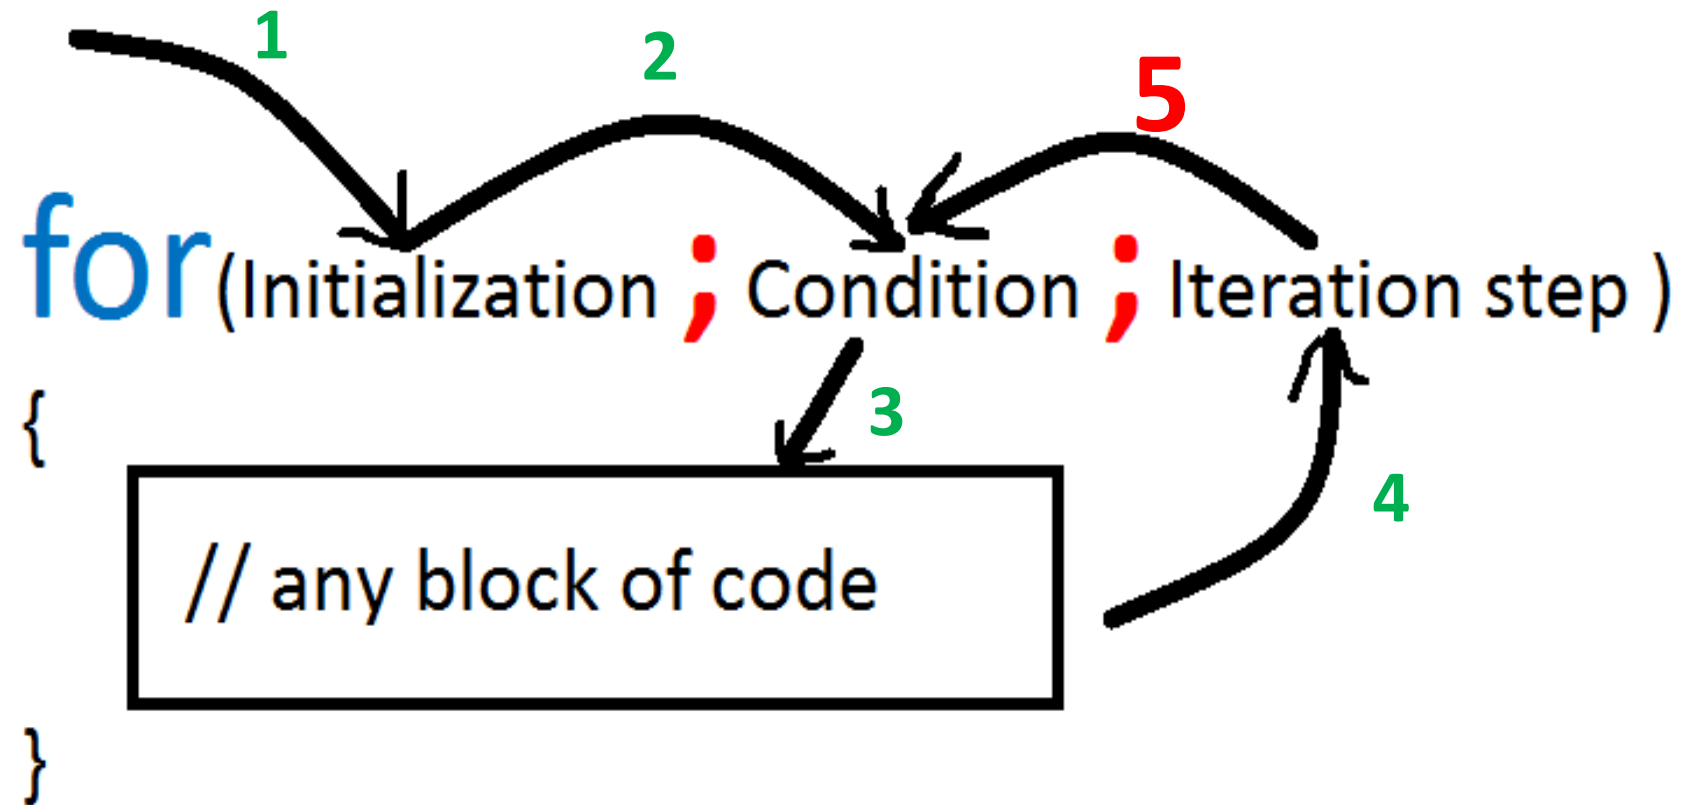 1 2 5
for(Initialization ; Condition ; Iteration step )
{ 3
4
// any block of code
}